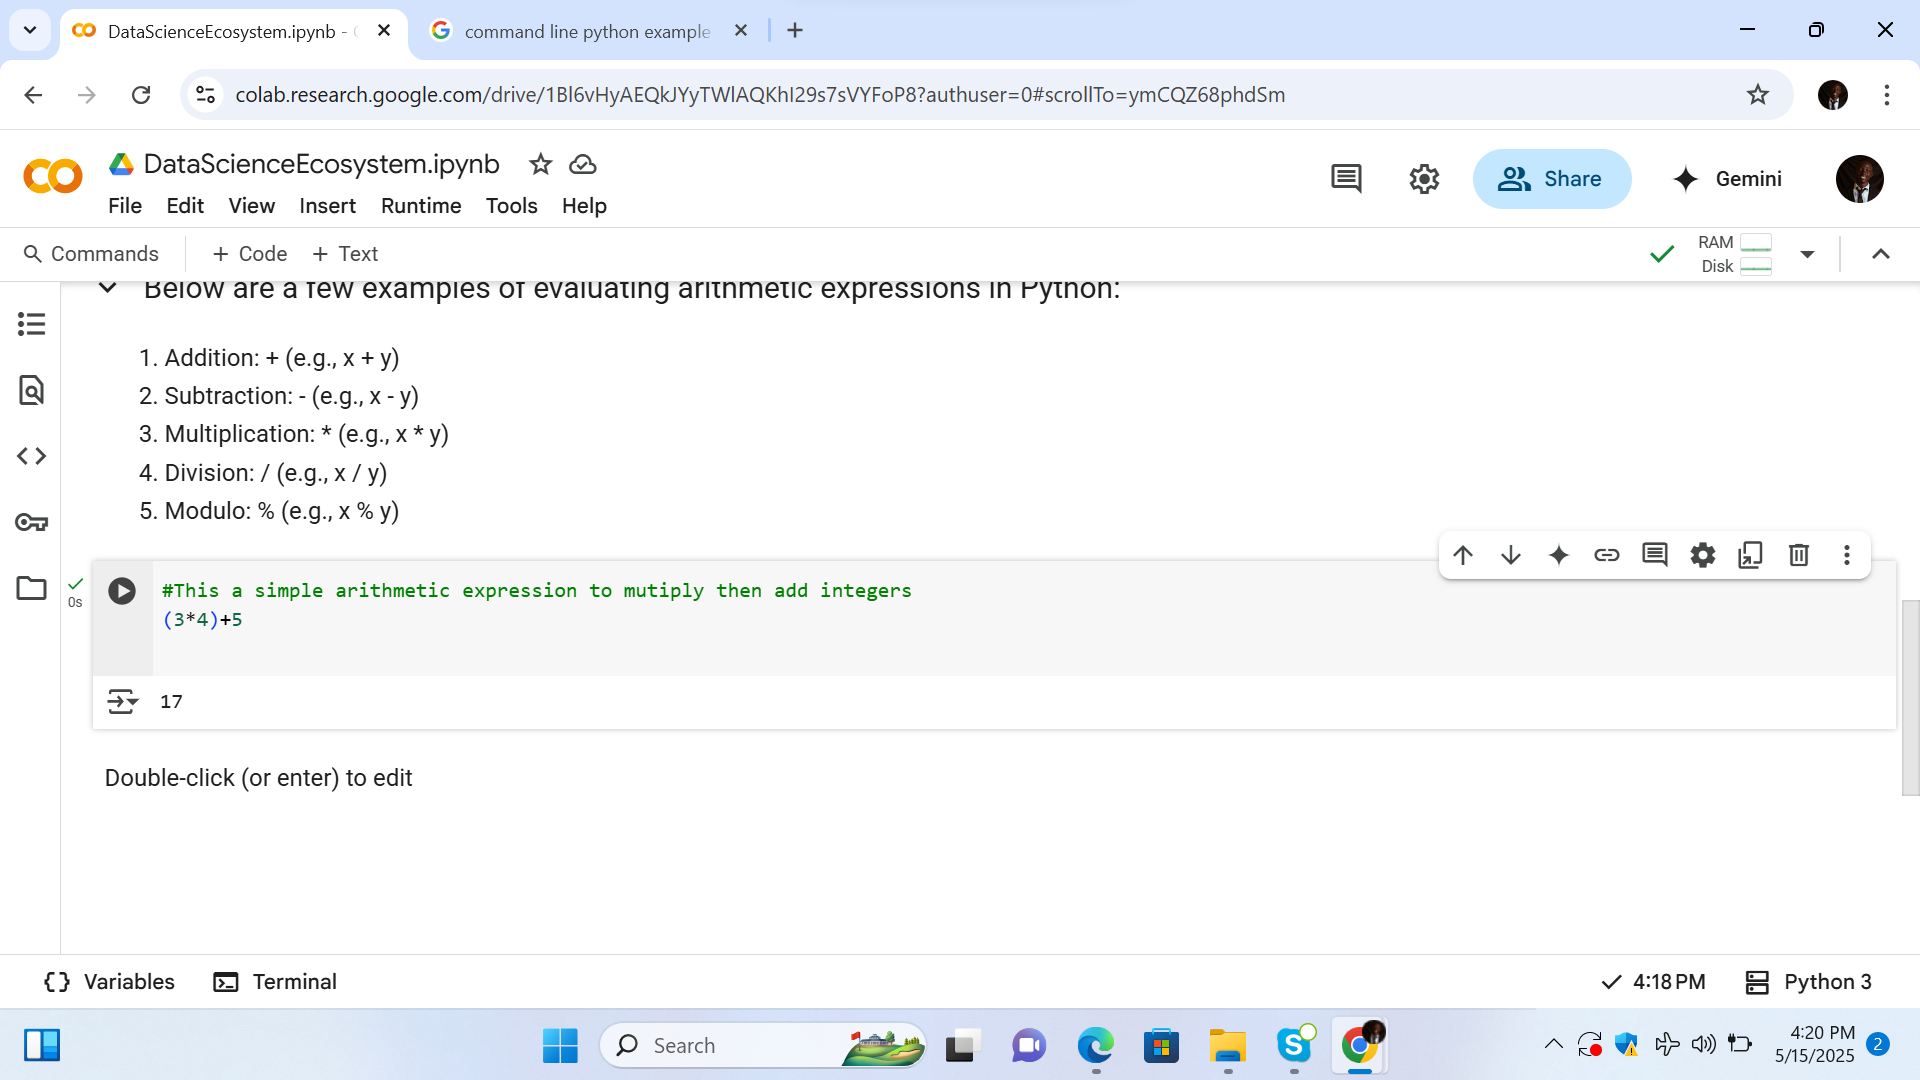 DataScienceEcosystem.ipynb - 
command line python example
colab.research.google.com/drive/1Bl6vHyAEQkJYyTWlAQKhI29s7sVYFoP8?authuser=0#scrollTo=ymCQZ68phdSm
DataScienceEcosystem.ipynb
File Edit View Insert Runtime Tools Help
Share
Gemini
Commands + Code + Text
RAM
Disk
Below are a few examples of evaluating arithmetic expressions in Python:
1. Addition: + (e.g., x + y)
2. Subtraction: - (e.g., x - y)
3. Multiplication: * (e.g., x * y)
4. Division: / (e.g., x / y)
5. Modulo: % (e.g., x % y)
0s
#This a simple arithmetic expression to mutiply then add integers
(3*4)+5
17
Double-click (or enter) to edit
{} Variables Terminal
4:18 PM Python 3
Search
4:20 PM
5/15/2025
2